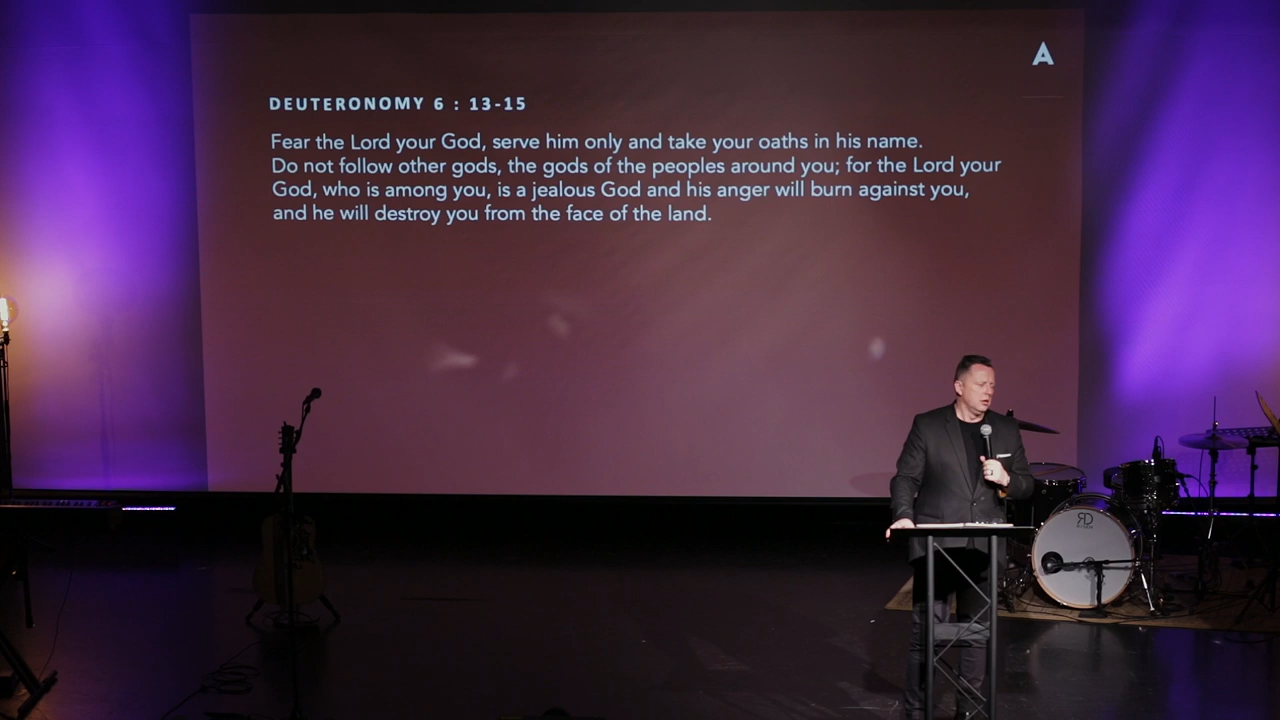 A
DEUTERONOMY 6 : 13-15
Fear the Lord your God, serve him only and take your oaths in his name.
Do not follow other gods, the gods of the peoples around you; for the Lord your
God, who is among you, is a jealous God and his anger will burn against you,
and he will destroy you from the face of the land.